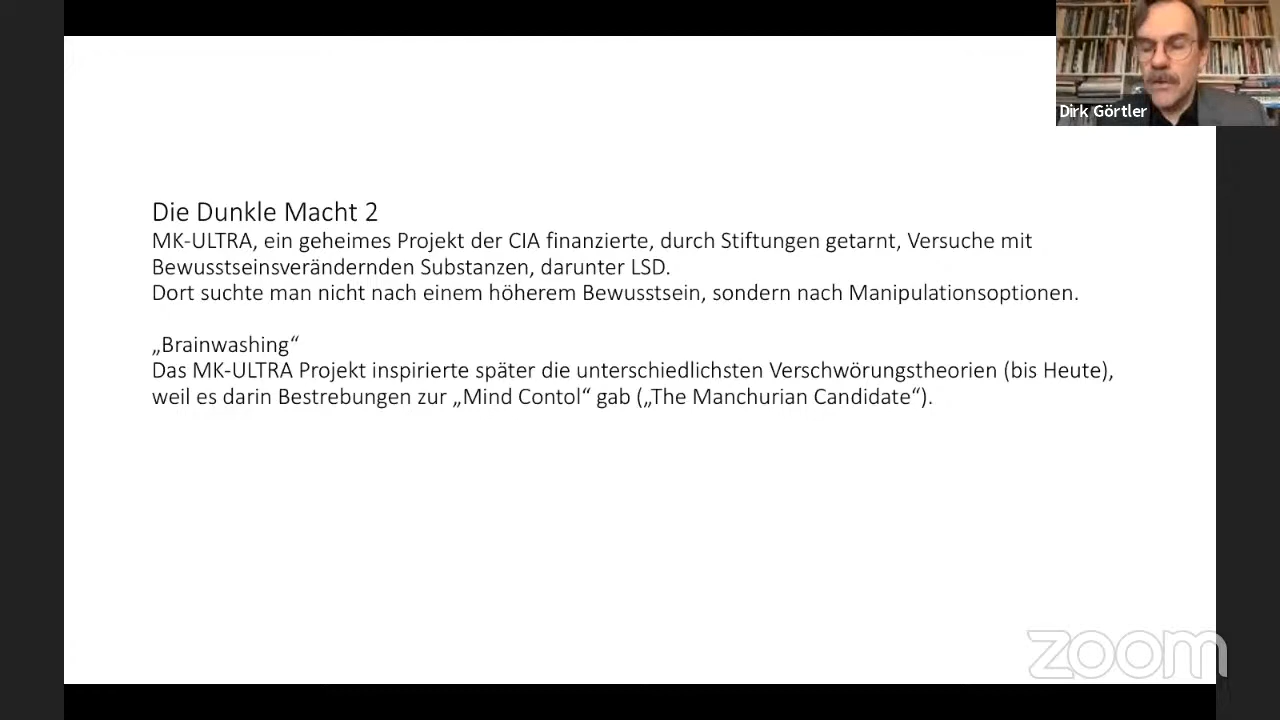 Dirk Görtler
Die Dunkle Macht 2
MK-ULTRA, ein geheimes Projekt der CIA finanzierte, durch Stiftungen getarnt, Versuche mit
Bewusstseinsverändernden Substanzen, darunter LSD.
Dort suchte man nicht nach einem höherem Bewusstsein, sondern nach Manipulationsoptionen.
„Brainwashing“
Das MK-ULTRA Projekt inspirierte später die unterschiedlichsten Verschwörungstheorien (bis Heute),
weil es darin Bestrebungen zur „Mind Contol“ gab („The Manchurian Candidate“).
zoom